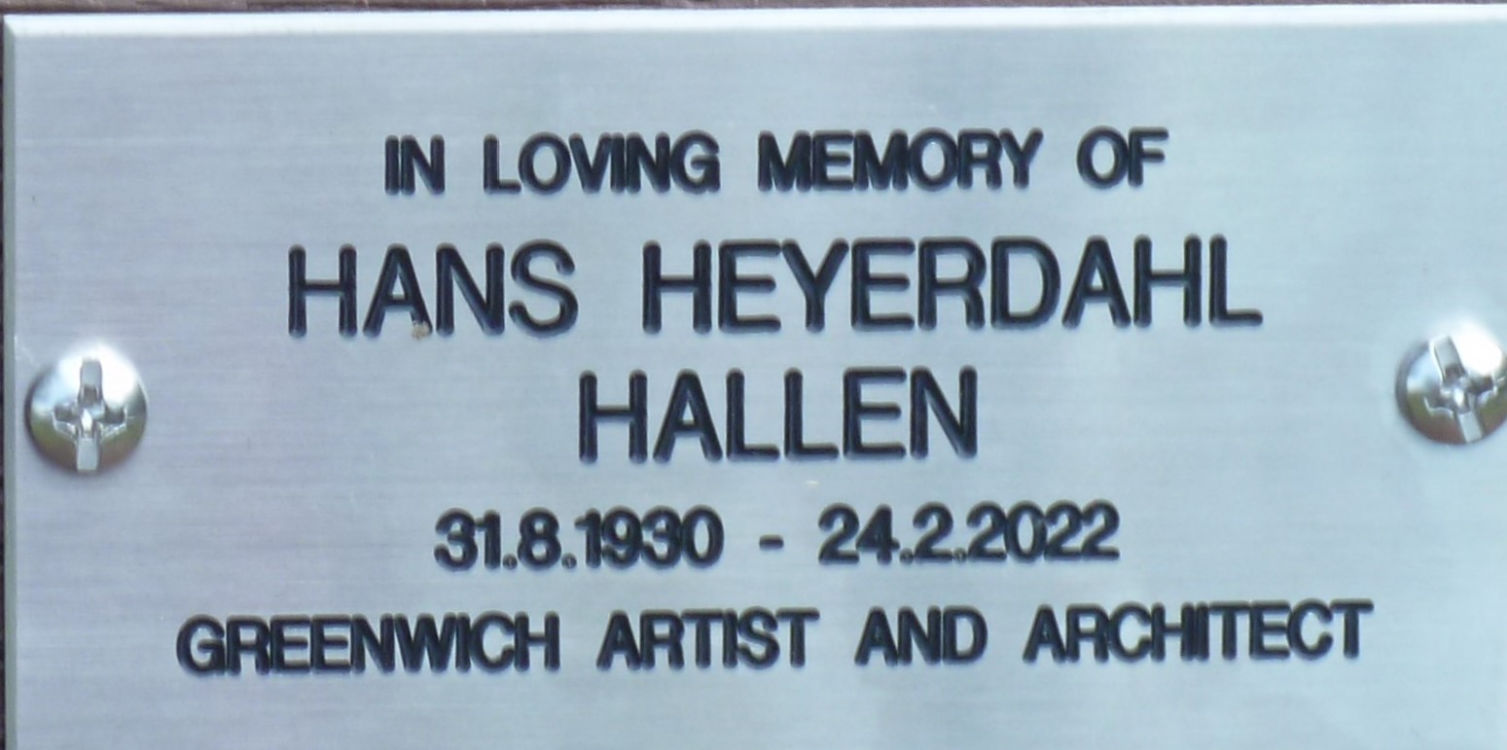 IN LOVING MEMORY OF
HANS HEYERDAHL
HALLEN
31.8.1930 - 24.2.2022
GREENWICH ARTIST AND ARCHITECT